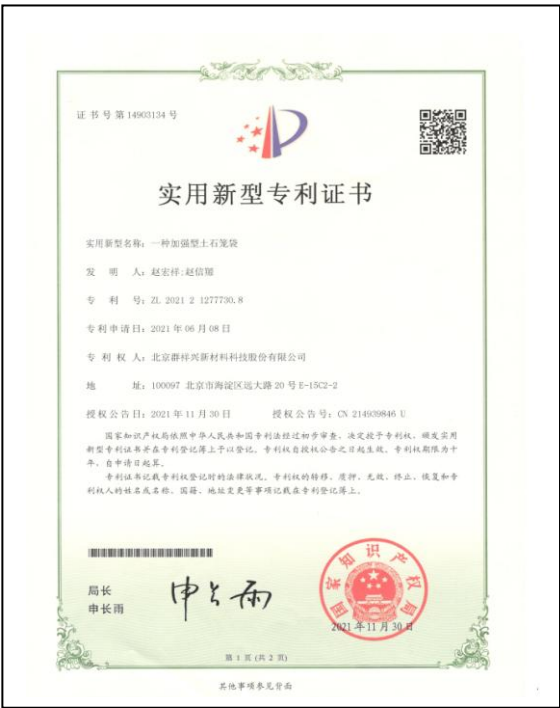 证书号第14903134号
实用新型专利证书
实用新型名称：一种加强型土石笼袋
发明人：赵宏祥;赵信翔
专利号：ZL 2021 2 1277730.8
专利申请日：2021年06月08日
专利权人：北京群祥兴新材料科技股份有限公司
地址：100097 北京市海淀区远大路20号E-15C2-2
授权公告日：2021年11月30日 授权公告号：CN 214939846 U
国家知识产权局依照中华人民共和国专利法经过初步审查，决定授予专利权，颁发实用
新型专利证书并在专利登记簿上予以登记。专利权自授权公告之日起生效。专利权期限为十
年，自申请日起算。
专利证书记载专利权登记时的法律状况。专利权的转移、质押、无效、终止、恢复和专
利权人的姓名或名称、国籍、地址变更等事项记载在专利登记簿上。
局长
申长雨
申长雨
国家知识产权局
2021年11月30日
第 1 页 (共 2 页)
其他事项参见背面